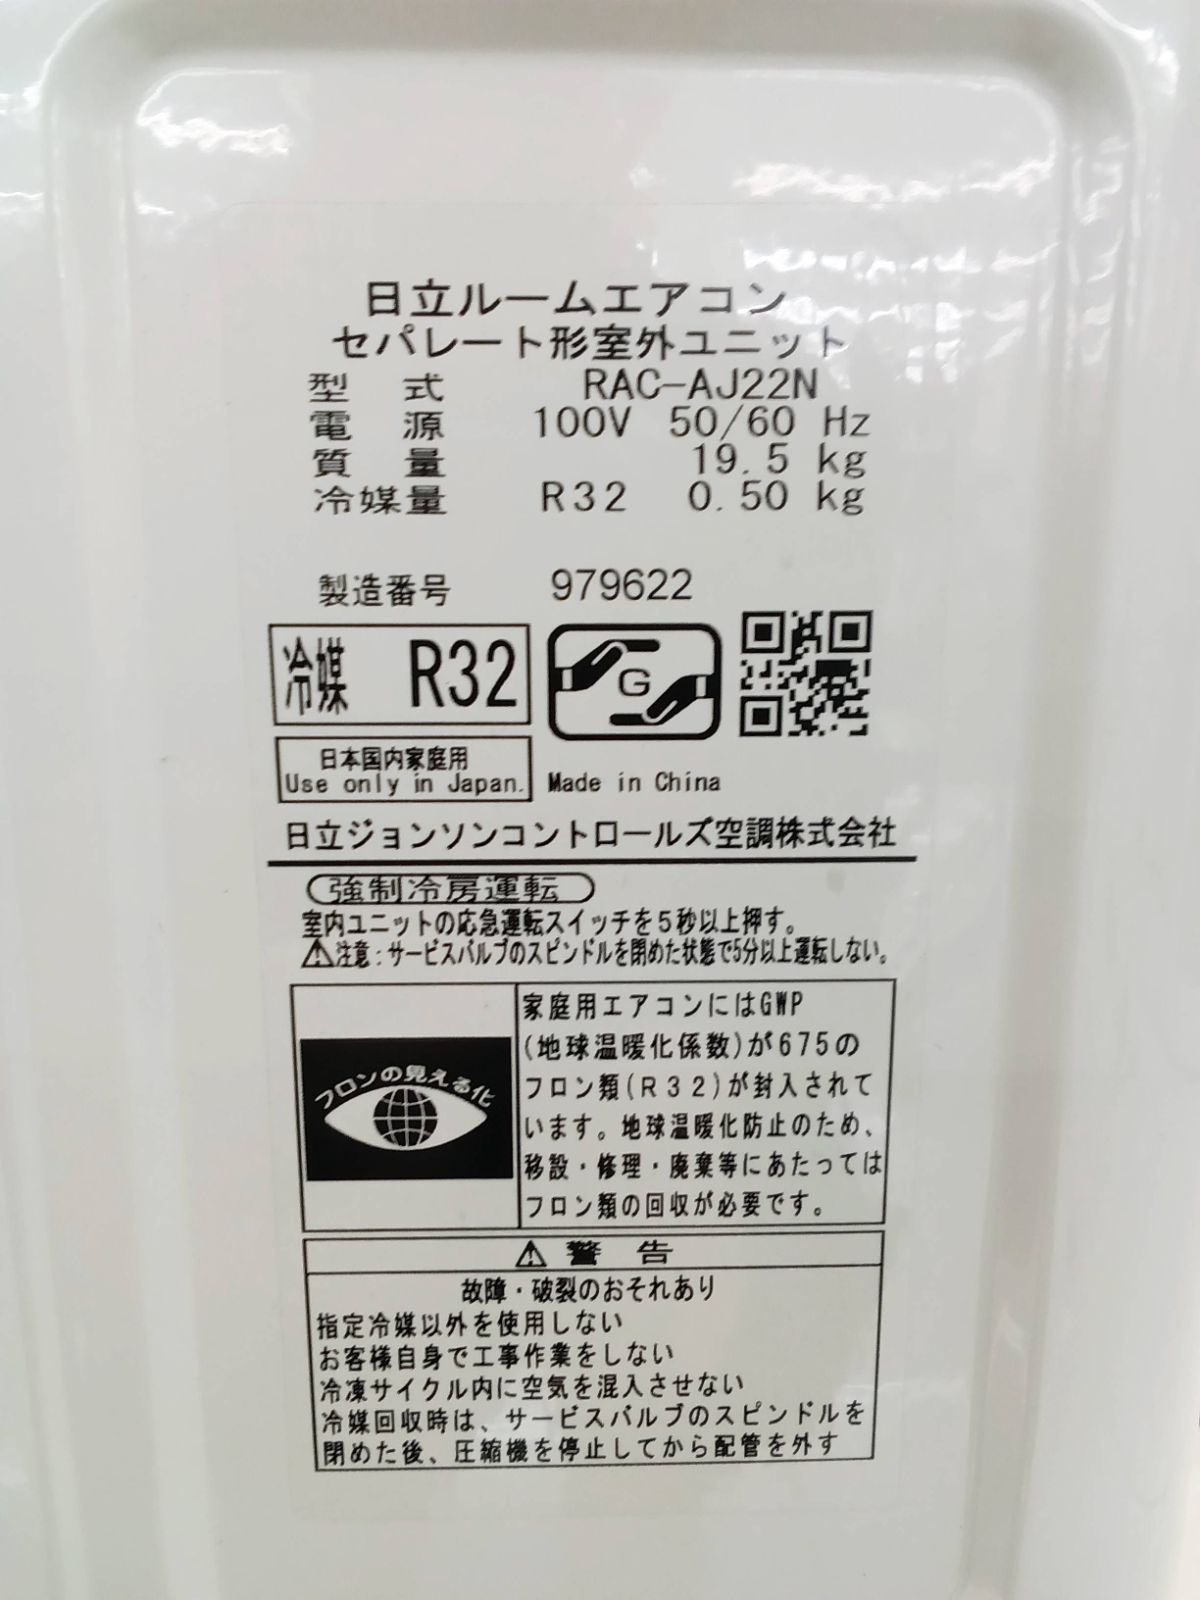 日立ルームエアコン
セパレート形室外ユニット
型 式 RAC-AJ22N
電 源 100V 50/60 Hz
質 量 19.5 kg
冷媒量 R32 0.50 kg
製造番号 979622
冷媒 R32
G
日本国内家庭用
Use only in Japan.
Made in China
日立ジョンソンコントロールズ空調株式会社
強制冷房運転
室内ユニットの応急運転スイッチを5秒以上押す。
⚠注意:サービスバルブのスピンドルを閉めた状態で5分以上運転しない。
フロンの見える化
家庭用エアコンにはGWP
(地球温暖化係数)が675の
フロン類(R32)が封入されて
います。地球温暖化防止のため、
移設・修理・廃棄等にあたっては
フロン類の回収が必要です。
⚠ 警 告
故障・破裂のおそれあり
指定冷媒以外を使用しない
お客様自身で工事作業をしない
冷凍サイクル内に空気を混入させない
冷媒回収時は、サービスバルブのスピンドルを
閉めた後、圧縮機を停止してから配管を外す